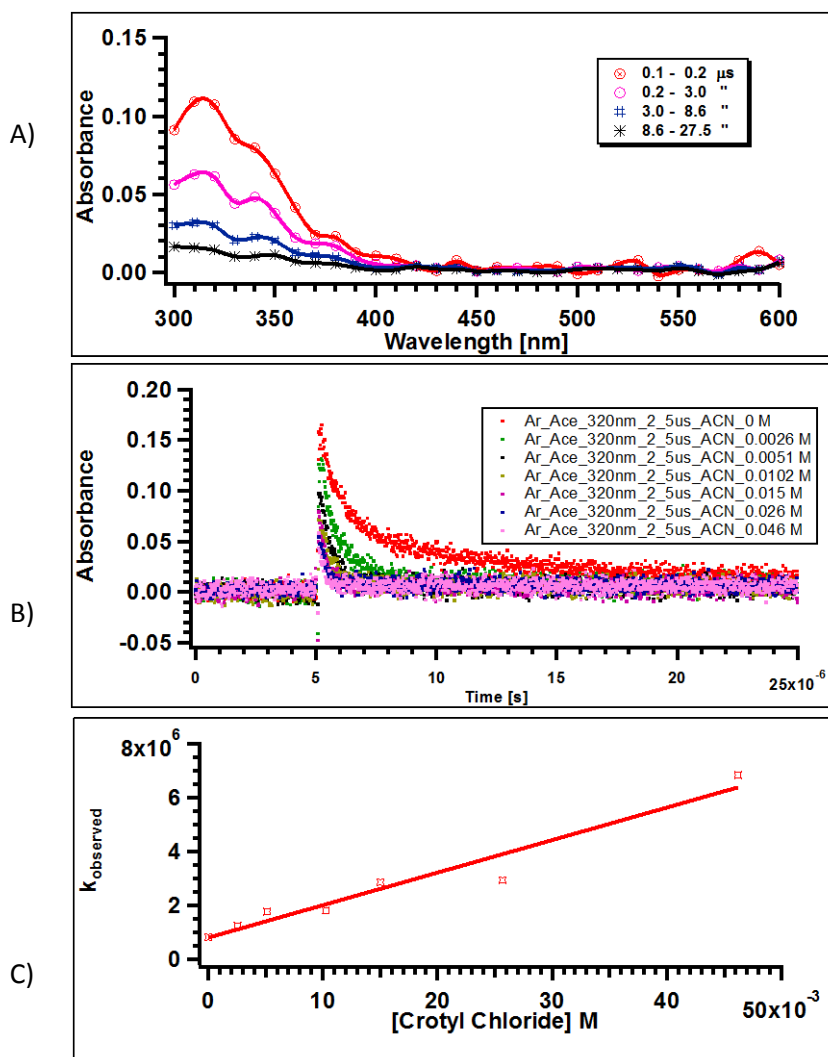 A)
0.15
0.10
0.05
0.00
Absorbance
0.1 - 0.2 μs
0.2 - 3.0 "
3.0 - 8.6 "
8.6 - 27.5 "
300
350
400
450
500
550
600
Wavelength [nm]
B)
0.20
0.15
0.10
0.05
0.00
-0.05
Absorbance
Ar_Ace_320nm_2_5us_ACN_0 M
Ar_Ace_320nm_2_5us_ACN_0.0026 M
Ar_Ace_320nm_2_5us_ACN_0.0051 M
Ar_Ace_320nm_2_5us_ACN_0.0102 M
Ar_Ace_320nm_2_5us_ACN_0.015 M
Ar_Ace_320nm_2_5us_ACN_0.026 M
Ar_Ace_320nm_2_5us_ACN_0.046 M
0
5
10
15
20
25x10⁻⁶
Time [s]
C)
8x10⁶
6
4
2
0
k observed
0
10
20
30
40
50x10⁻³
[Crotyl Chloride] M